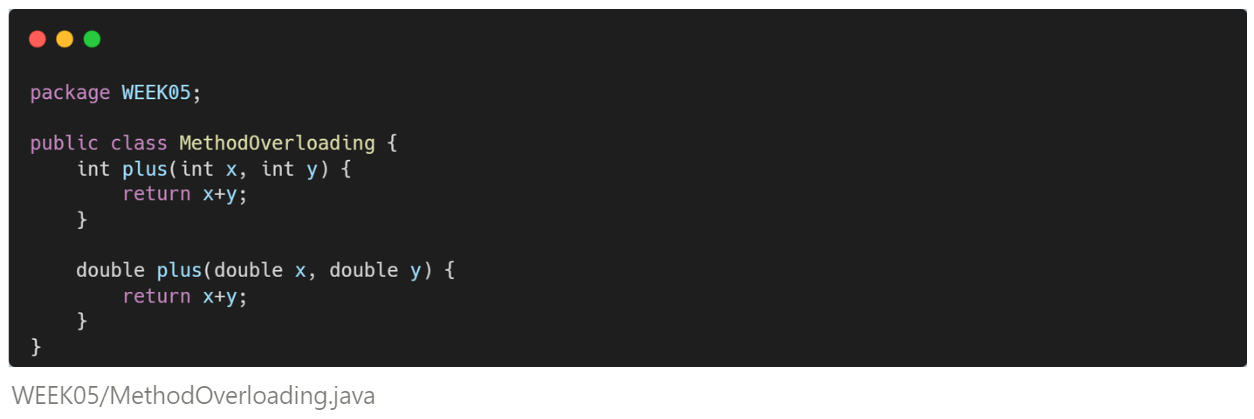 package WEEK05;
public class MethodOverloading {
    int plus(int x, int y) {
        return x+y;
    }
    double plus(double x, double y) {
        return x+y;
    }
}
WEEK05/MethodOverloading.java